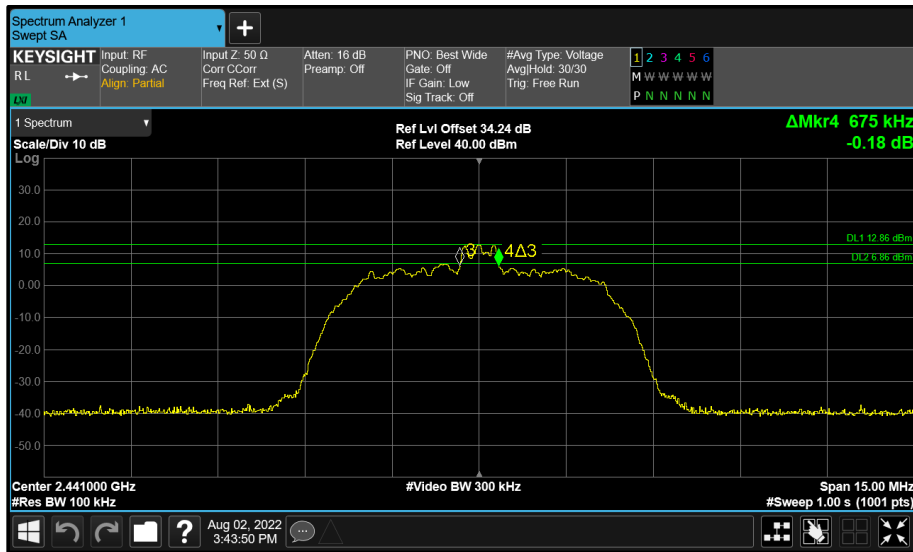 Spectrum Analyzer 1
Swept SA
+
KEYSIGHT
RL
LXI
Input: RF
Coupling: AC
Align: Partial
Input Z: 50 Ω
Corr CCorr
Freq Ref: Ext (S)
Atten: 16 dB
Preamp: Off
PNO: Best Wide
Gate: Off
IF Gain: Low
Sig Track: Off
#Avg Type: Voltage
Avg|Hold: 30/30
Trig: Free Run
1 2 3 4 5 6
M W W W W W
P N N N N N
1 Spectrum
Scale/Div 10 dB
Log
Ref Lvl Offset 34.24 dB
Ref Level 40.00 dBm
ΔMkr4 675 kHz
-0.18 dB
30.0
20.0
10.0
0.00
-10.0
-20.0
-30.0
-40.0
-50.0
3
4Δ3
DL1 12.86 dBm
DL2 6.86 dBm
Center 2.441000 GHz
#Res BW 100 kHz
#Video BW 300 kHz
Span 15.00 MHz
#Sweep 1.00 s (1001 pts)
?
Aug 02, 2022
3:43:50 PM